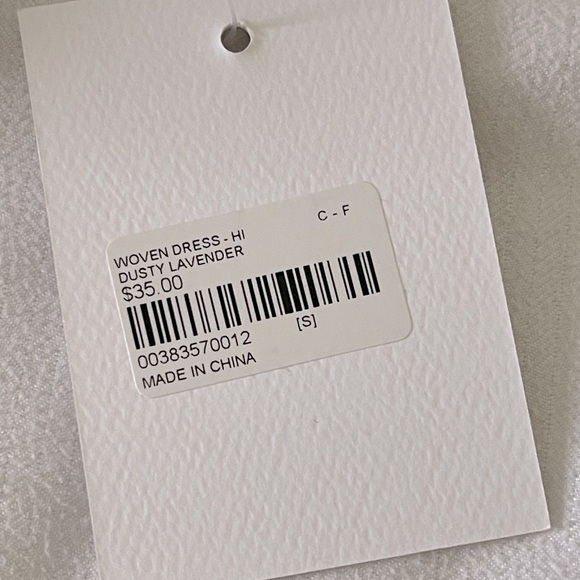 C - F
WOVEN DRESS - HI
DUSTY LAVENDER
$35.00
00383570012 [S]
MADE IN CHINA